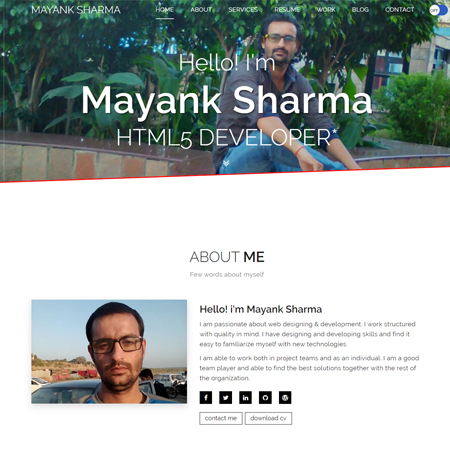 MAYANK SHARMA
HOME ABOUT SERVICES RESUME WORK BLOG CONTACT
OFF
Hello! I'm
Mayank Sharma
HTML5 DEVELOPER*
ABOUT ME
Few words about myself
Hello! i'm Mayank Sharma
I am passionate about web designing & development. I work structured
with quality in mind. I have designing and developing skills and find it
easy to familiarize myself with new technologies.
I am able to work both in project teams and as an individual. I am a good
team player and able to find the best solutions together with the rest of
the organization.
contact me download cv